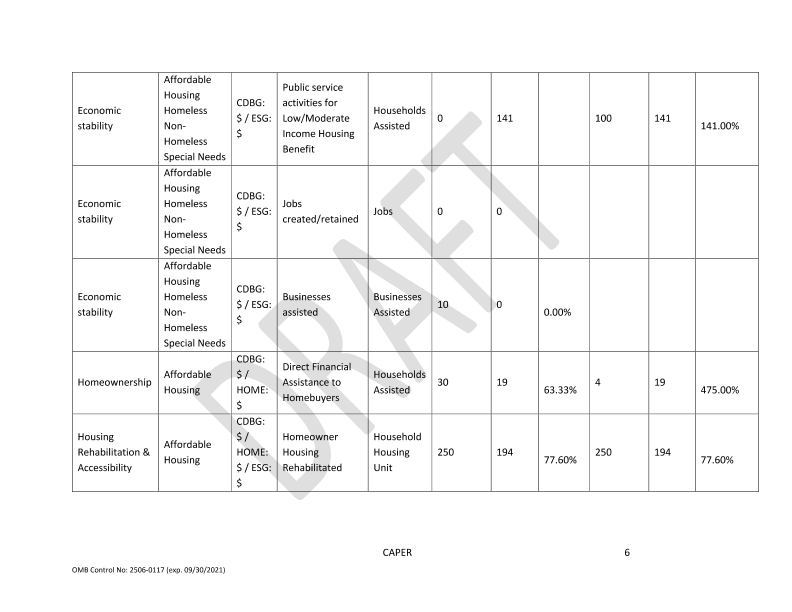 Economic
stability
Affordable
Housing
Homeless
Non-
Homeless
Special Needs
CDBG:
$ / ESG:
$
Public service
activities for
Low/Moderate
Income Housing
Benefit
Households
Assisted
0
141
100
141
141.00%
Economic
stability
Affordable
Housing
Homeless
Non-
Homeless
Special Needs
CDBG:
$ / ESG:
$
Jobs
created/retained
Jobs
0
0
Economic
stability
Affordable
Housing
Homeless
Non-
Homeless
Special Needs
CDBG:
$ / ESG:
$
Businesses
assisted
Businesses
Assisted
10
0
0.00%
Homeownership
Affordable
Housing
CDBG:
$ /
HOME:
$
Direct Financial
Assistance to
Homebuyers
Households
Assisted
30
19
63.33%
4
19
475.00%
Housing
Rehabilitation &
Accessibility
Affordable
Housing
CDBG:
$ /
HOME:
$ / ESG:
$
Homeowner
Housing
Rehabilitated
Household
Housing
Unit
250
194
77.60%
250
194
77.60%
DRAFT
CAPER 6
OMB Control No: 2506-0117 (exp. 09/30/2021)